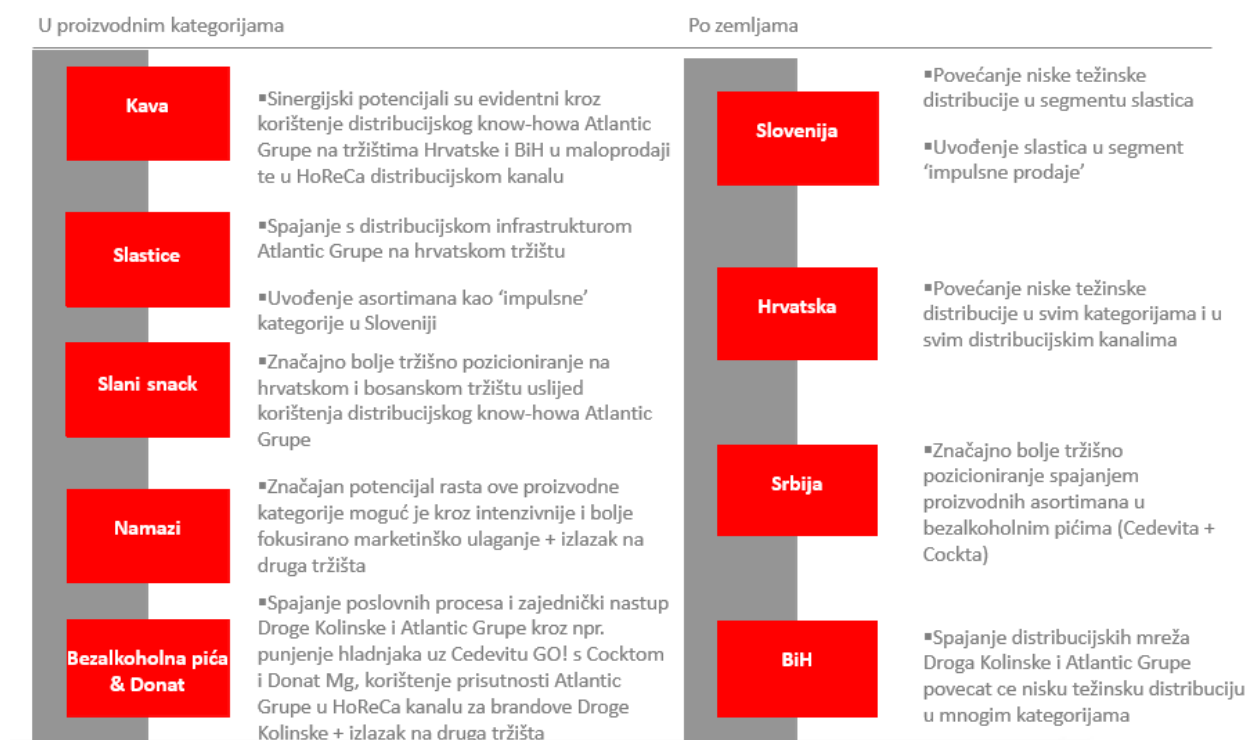 U proizvodnim kategorijama
Kava
▪Sinergijski potencijali su evidentni kroz
korištenje distribucijskog know-howa Atlantic
Grupe na tržištima Hrvatske i BiH u maloprodaji
te u HoReCa distribucijskom kanalu
Slastice
▪Spajanje s distribucijskom infrastrukturom
Atlantic Grupe na hrvatskom tržištu
▪Uvođenje asortimana kao ‘impulsne’
kategorije u Sloveniji
Slani snack
▪Značajno bolje tržišno pozicioniranje na
hrvatskom i bosanskom tržištu uslijed
korištenja distribucijskog know-howa Atlantic
Grupe
Namazi
▪Značajan potencijal rasta ove proizvodne
kategorije moguć je kroz intenzivnije i bolje
fokusirano marketinško ulaganje + izlazak na
druga tržišta
Bezalkoholna pića
& Donat
▪Spajanje poslovnih procesa i zajednički nastup
Droge Kolinske i Atlantic Grupe kroz npr.
punjenje hladnjaka uz Cedevitu GO! s Cocktom
i Donat Mg, korištenje prisutnosti Atlantic
Grupe u HoReCa kanalu za brandove Droge
Kolinske + izlazak na druga tržišta
Po zemljama
Slovenija
▪Povećanje niske težinske
distribucije u segmentu slastica
▪Uvođenje slastica u segment
‘impulsne prodaje’
Hrvatska
▪Povećanje niske težinske
distribucije u svim kategorijama i u
svim distribucijskim kanalima
Srbija
▪Značajno bolje tržišno
pozicioniranje spajanjem
proizvodnih asortimana u
bezalkoholnim pićima (Cedevita +
Cockta)
BiH
▪Spajanje distribucijskih mreža
Droga Kolinske i Atlantic Grupe
povecat ce nisku težinsku distribuciju
u mnogim kategorijama